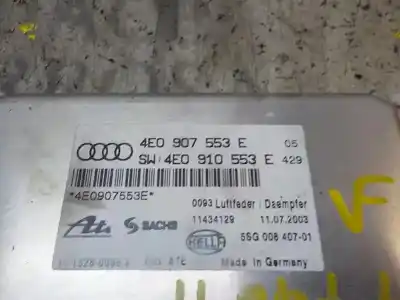 4E0 907 553 E 05
SW:4E0 910 553 E 429
*4E0907553E*
0093 Luftfeder/Daempfer
11434129 11.07.2003
SACHS
HELLA
5SG 008 407-01
Made in Germany
VF